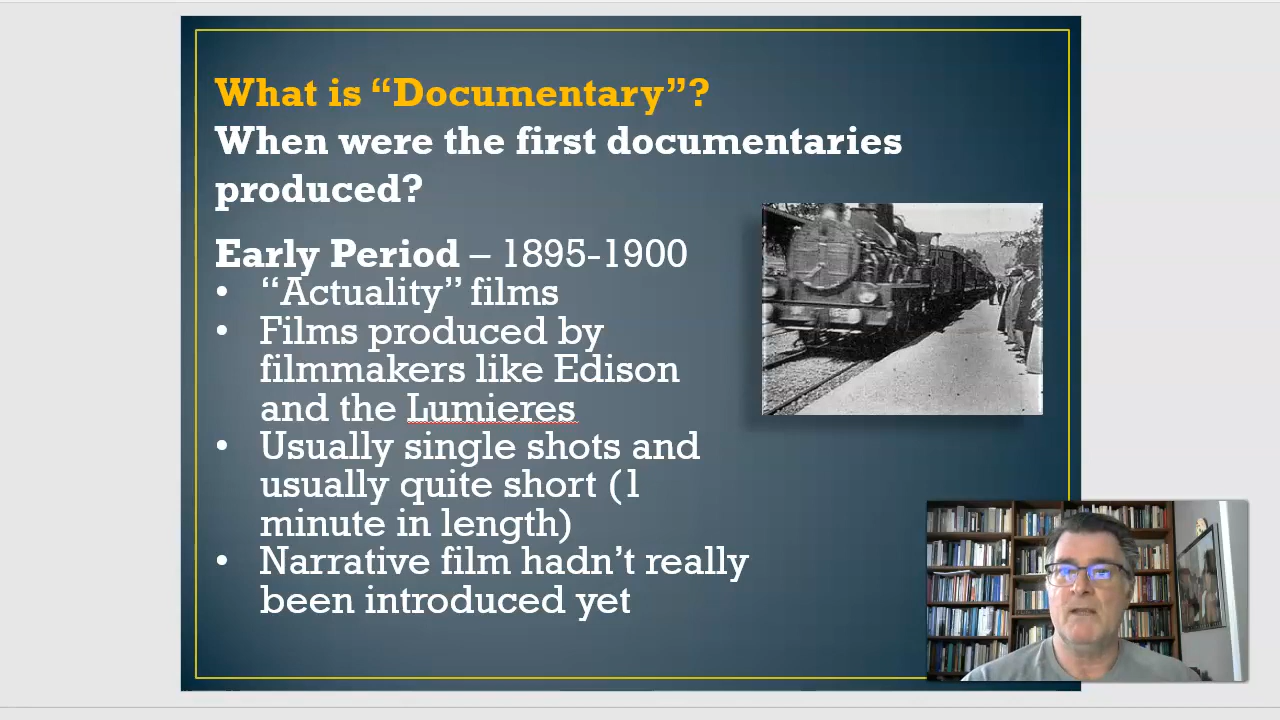 What is “Documentary”?
When were the first documentaries
produced?
Early Period – 1895-1900
• “Actuality” films
• Films produced by
filmmakers like Edison
and the Lumieres
• Usually single shots and
usually quite short (1
minute in length)
• Narrative film hadn’t really
been introduced yet